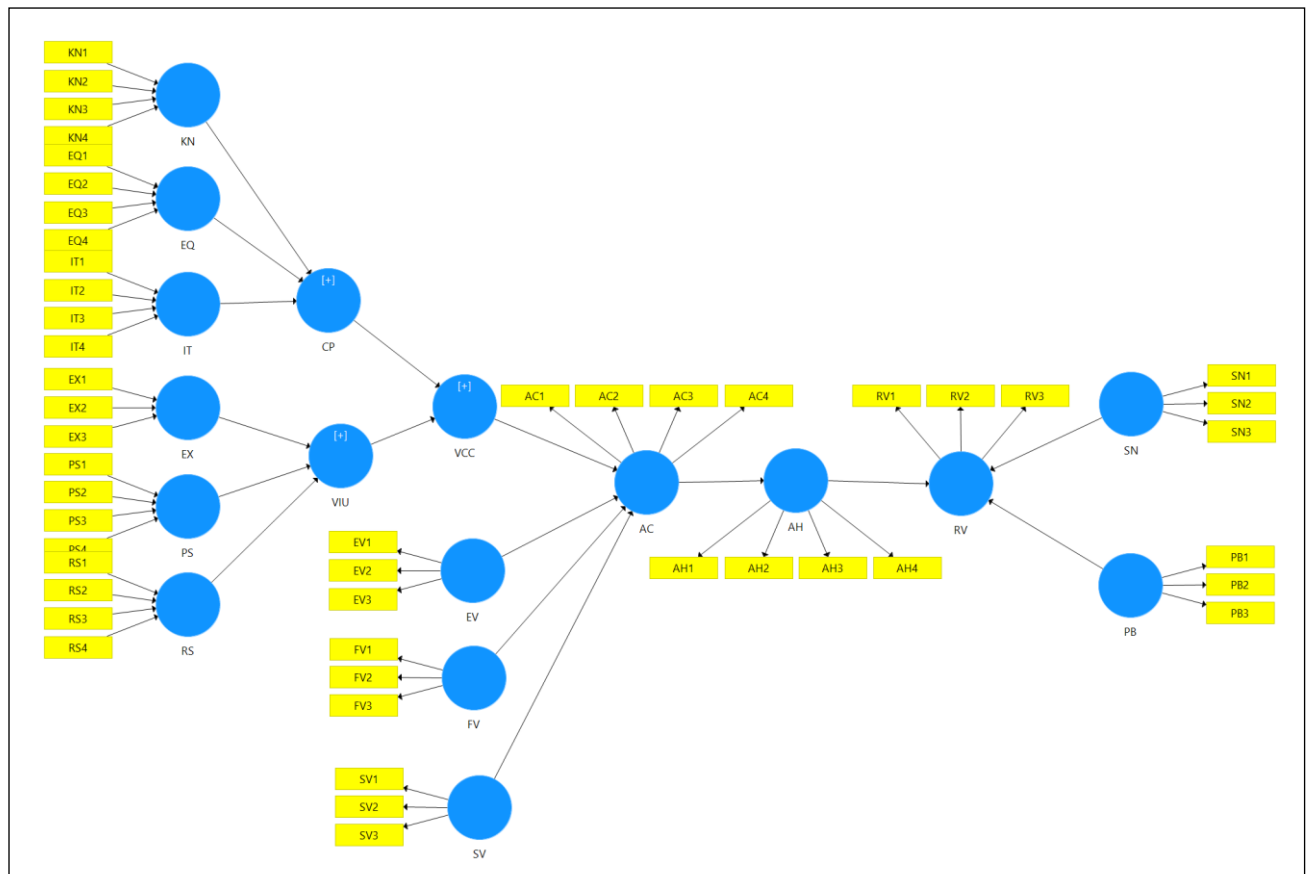 KN1
KN2
KN3
KN4
KN
EQ1
EQ2
EQ3
EQ4
EQ
IT1
IT2
IT3
IT4
IT
[+]
CP
EX1
EX2
EX3
EX
PS1
PS2
PS3
PS4
PS
RS1
RS2
RS3
RS4
RS
[+]
VIU
[+]
VCC
AC1
AC2
AC3
AC4
AC
AH
AH1
AH2
AH3
AH4
RV1
RV2
RV3
RV
SN1
SN2
SN3
SN
PB1
PB2
PB3
PB
EV1
EV2
EV3
EV
FV1
FV2
FV3
FV
SV1
SV2
SV3
SV